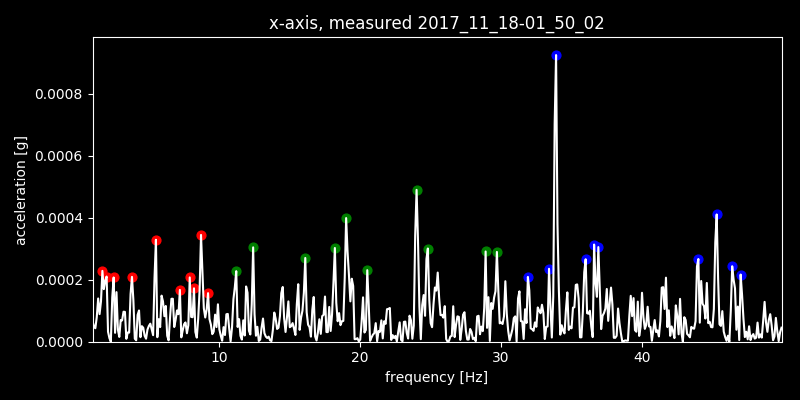 x-axis, measured 2017_11_18-01_50_02
acceleration [g]
0.0008
0.0006
0.0004
0.0002
0.0000
10 20 30 40
frequency [Hz]